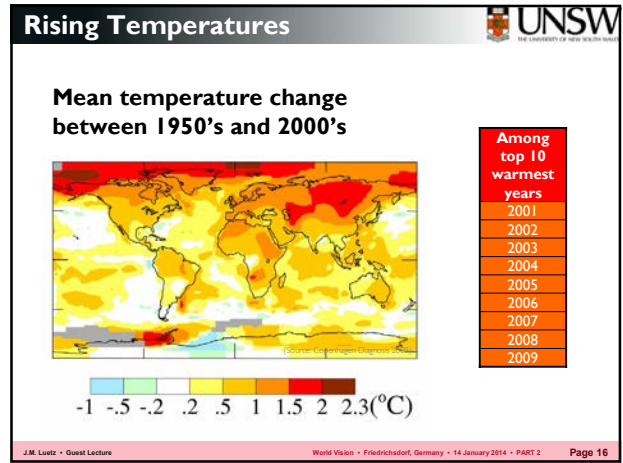 Rising Temperatures
UNSW
THE UNIVERSITY OF NEW SOUTH WALES
Mean temperature change
between 1950's and 2000's
Among
top 10
warmest
years
2001
2002
2003
2004
2005
2006
2007
2008
2009
(Source: Copenhagen Diagnosis
-1 -.5 -.2 .2 .5 1 1.5 2 2.3(°C)
J.M. Luetz • Guest Lecture
World Vision • Friedrichsdorf, Germany • 14 January 2014 • PART 2
Page 16